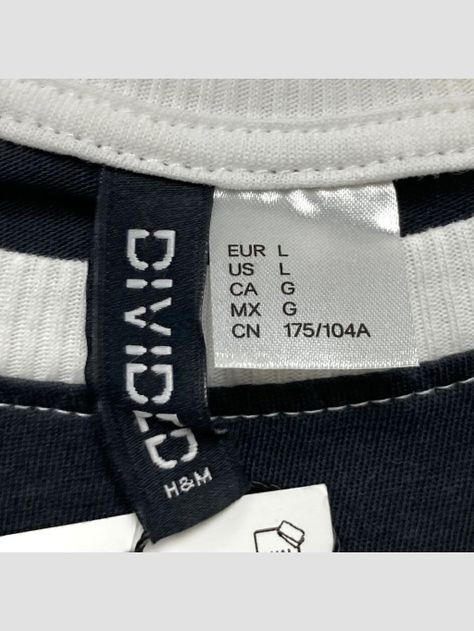 DIVIDED
H&M
EUR L
US L
CA G
MX G
CN 175/104A